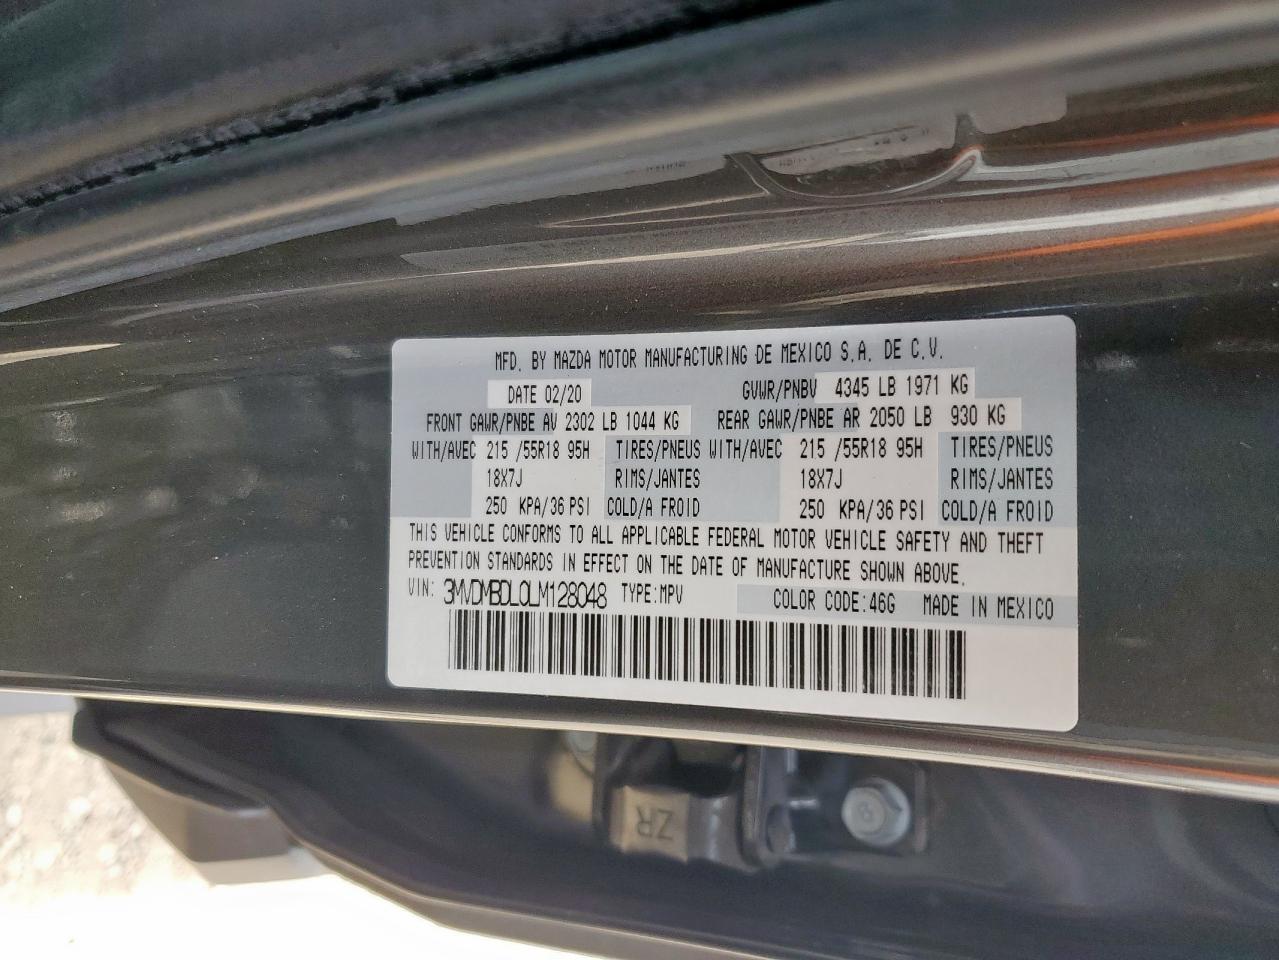 MFD. BY MAZDA MOTOR MANUFACTURING DE MEXICO S.A. DE C.V.
DATE 02/20 GVWR/PNBV 4345 LB 1971 KG
FRONT GAWR/PNBE AV 2302 LB 1044 KG REAR GAWR/PNBE AR 2050 LB 930 KG
WITH/AVEC 215 /55R18 95H TIRES/PNEUS WITH/AVEC 215 /55R18 95H TIRES/PNEUS
18X7J RIMS/JANTES 18X7J RIMS/JANTES
250 KPA/36 PSI COLD/A FROID 250 KPA/36 PSI COLD/A FROID
THIS VEHICLE CONFORMS TO ALL APPLICABLE FEDERAL MOTOR VEHICLE SAFETY AND THEFT
PREVENTION STANDARDS IN EFFECT ON THE DATE OF MANUFACTURE SHOWN ABOVE.
VIN: 3MVDMBDL0LM128048 TYPE:MPV COLOR CODE:46G MADE IN MEXICO
ZR
8